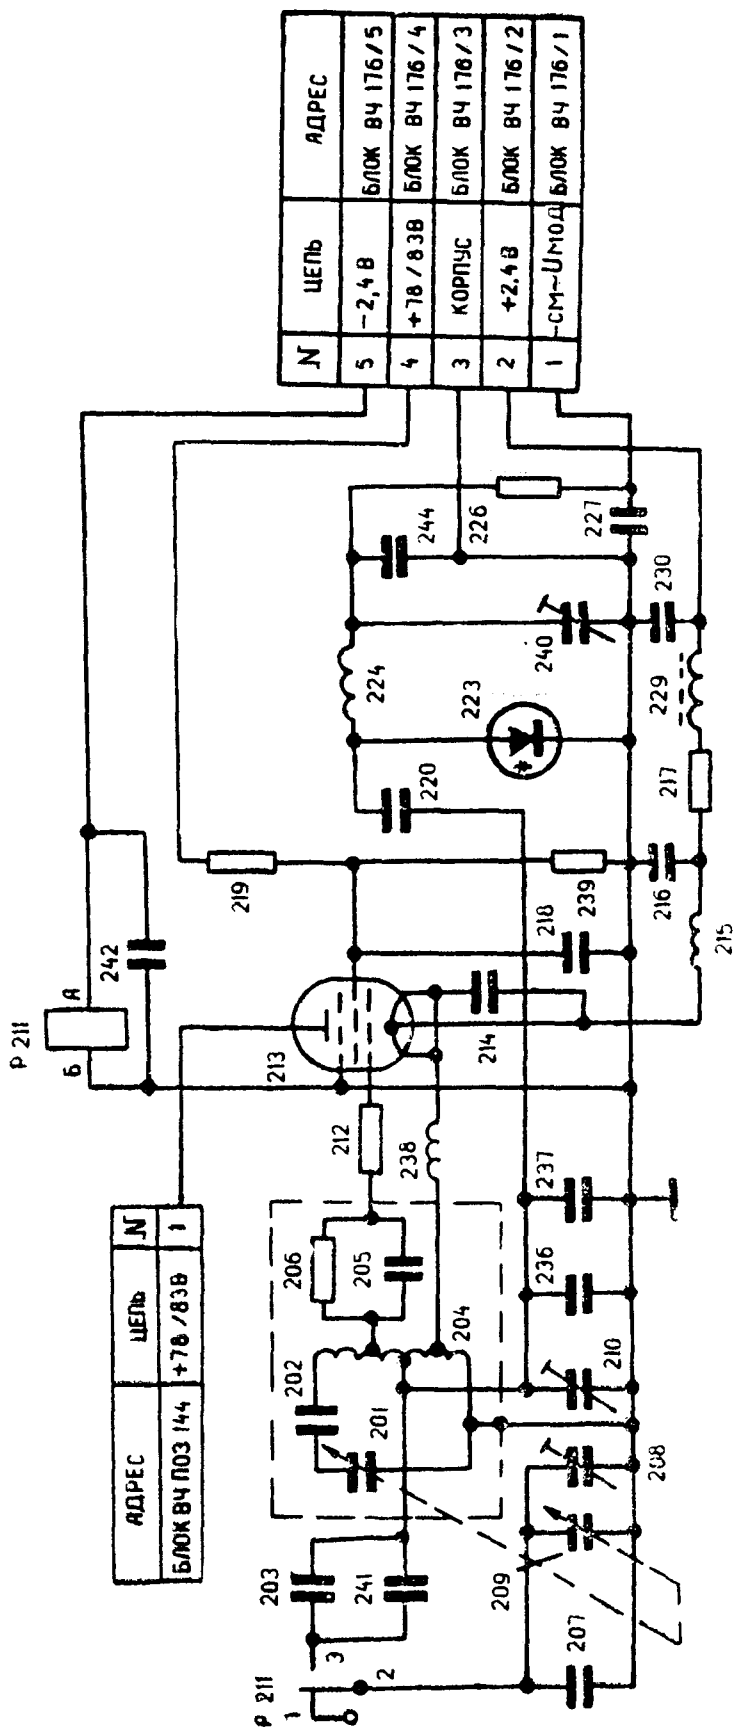 Р 211
Б
А
242
АДРЕС
ЦЕПЬ
N
БЛОК ВЧ ПОЗ 144
+78/83В
1
N
ЦЕПЬ
АДРЕС
5
-2,4 В
БЛОК ВЧ 176/5
4
+78/83В
БЛОК ВЧ 176/4
3
КОРПУС
БЛОК ВЧ 176/3
2
+2,4 В
БЛОК ВЧ 176/2
1
-СМ~UМОД
БЛОК ВЧ 176/1
219
213
212
206
205
202
201
204
238
214
203
241
Р 211
1
3
2
209
207
208
210
236
237
218
239
220
224
223
240
244
226
227
230
229
217
216
215